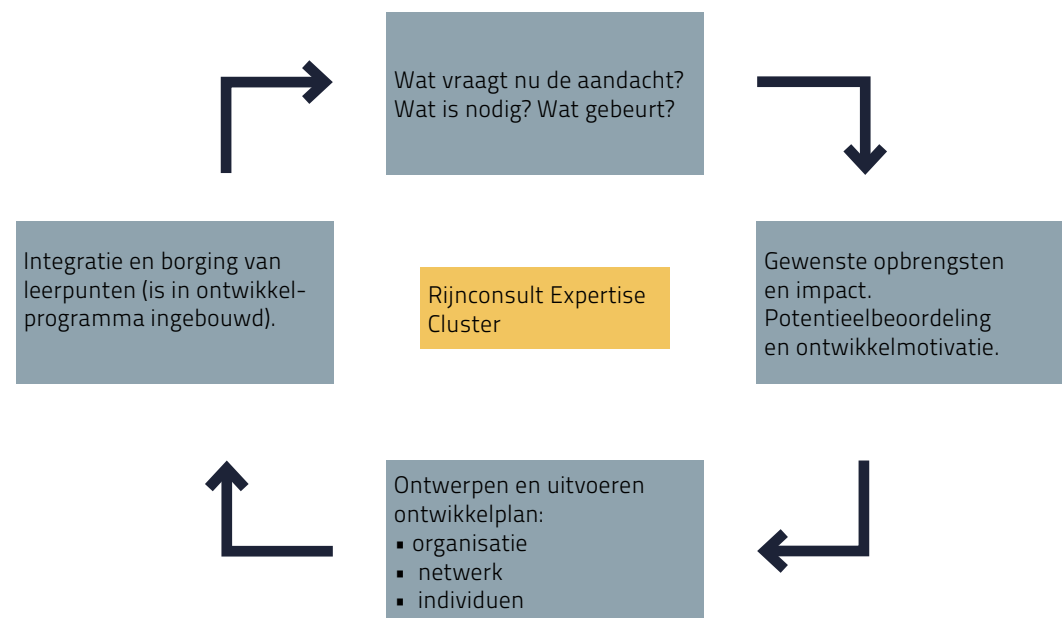 Wat vraagt nu de aandacht?
Wat is nodig? Wat gebeurt?
Gewenste opbrengsten
en impact.
Potentieelbeoordeling
en ontwikkelmotivatie.
Ontwerpen en uitvoeren
ontwikkelplan:
▪ organisatie
▪ netwerk
▪ individuen
Integratie en borging van
leerpunten (is in ontwikkel-
programma ingebouwd).
Rijnconsult Expertise
Cluster